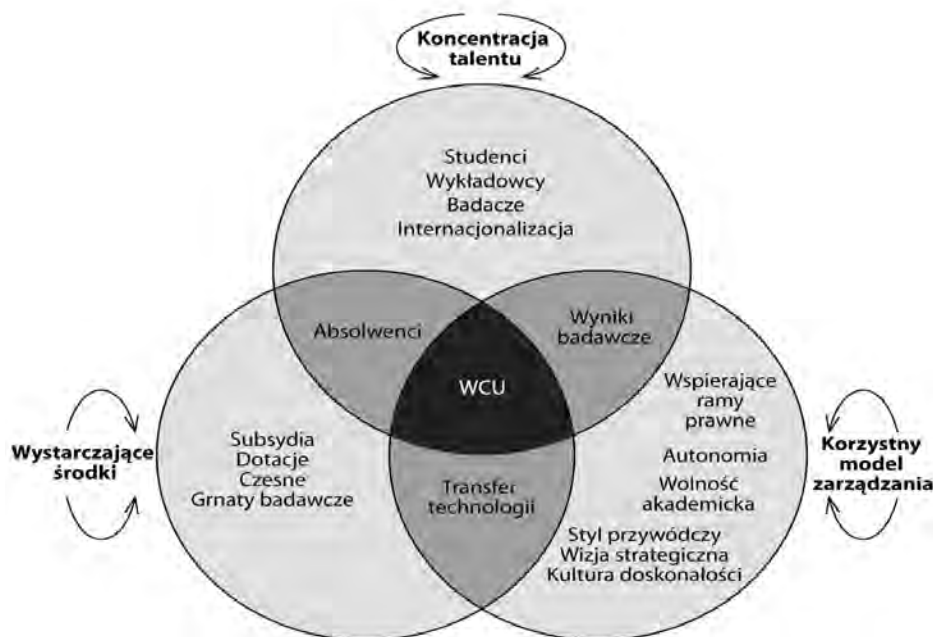 Koncentracja
talentu
Studenci
Wykładowcy
Badacze
Internacjonalizacja
Absolwenci
Wyniki
badawcze
WCU
Wspierające
ramy
prawne
Autonomia
Wolność
akademicka
Styl przywódczy
Wizja strategiczna
Kultura doskonałości
Wystarczające
środki
Subsydia
Dotacje
Czesne
Grnaty badawcze
Transfer
technologii
Korzystny
model
zarządzania